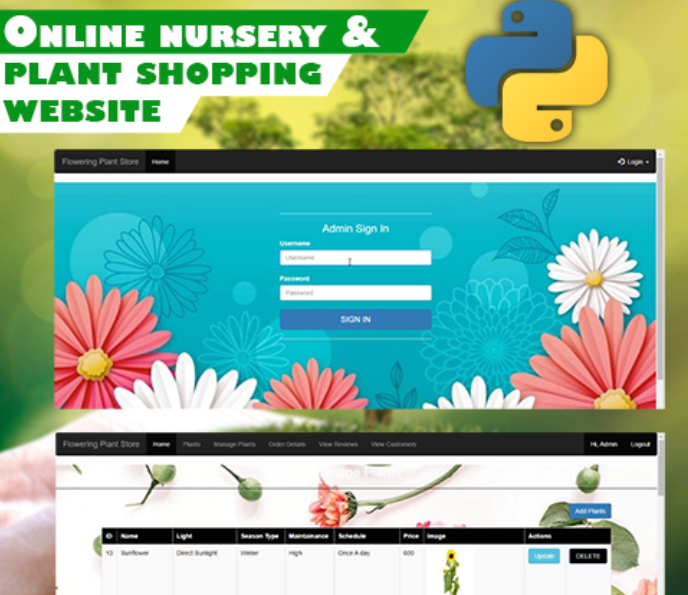 ONLINE NURSERY &
PLANT SHOPPING
WEBSITE
Flowering Plant Store Home Login
Admin Sign In
Username
Username
Password
Password
SIGN IN
Flowering Plant Store Home Plants Manage Plants Order Details View Reviews View Customers Hi, Admin Logout
Plants
Add Plants
ID Name Light Season Type Maintainance Schedule Price Image Actions
13 Sunflower Direct Sunlight Winter High Once A day 600 Update DELETE